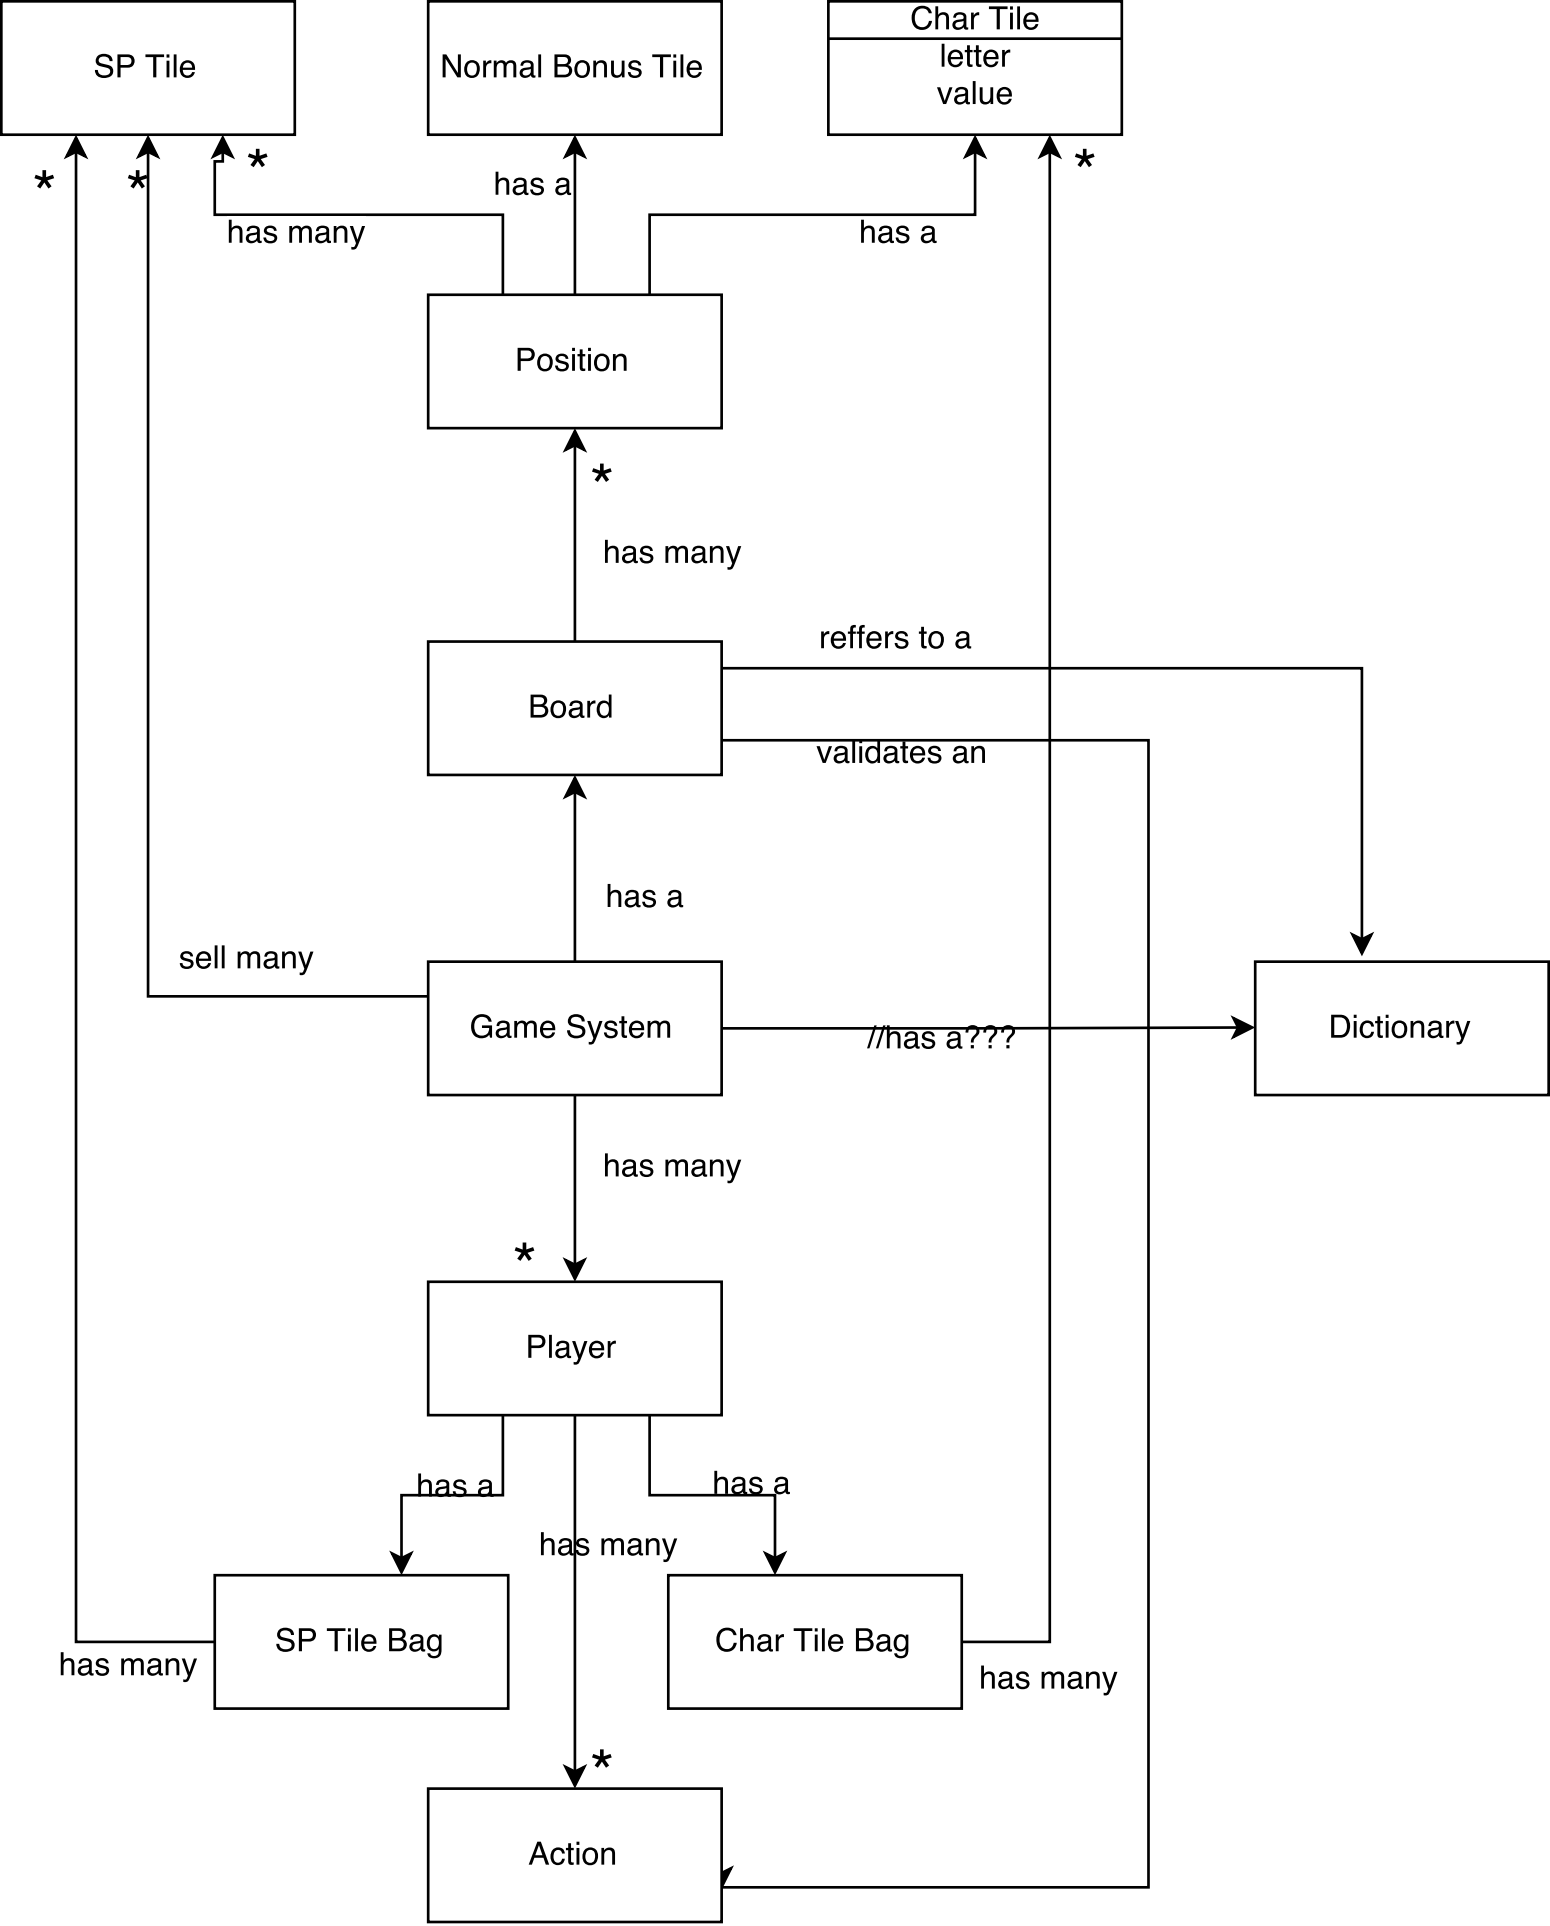 SP Tile
Normal Bonus Tile
Char Tile
letter
value
*
*
*
*
has a
has many
has a
Position
*
has many
reffers to a
Board
validates an
has a
sell many
Game System
//has a???
Dictionary
has many
*
Player
has a
has a
has many
SP Tile Bag
Char Tile Bag
has many
has many
*
Action